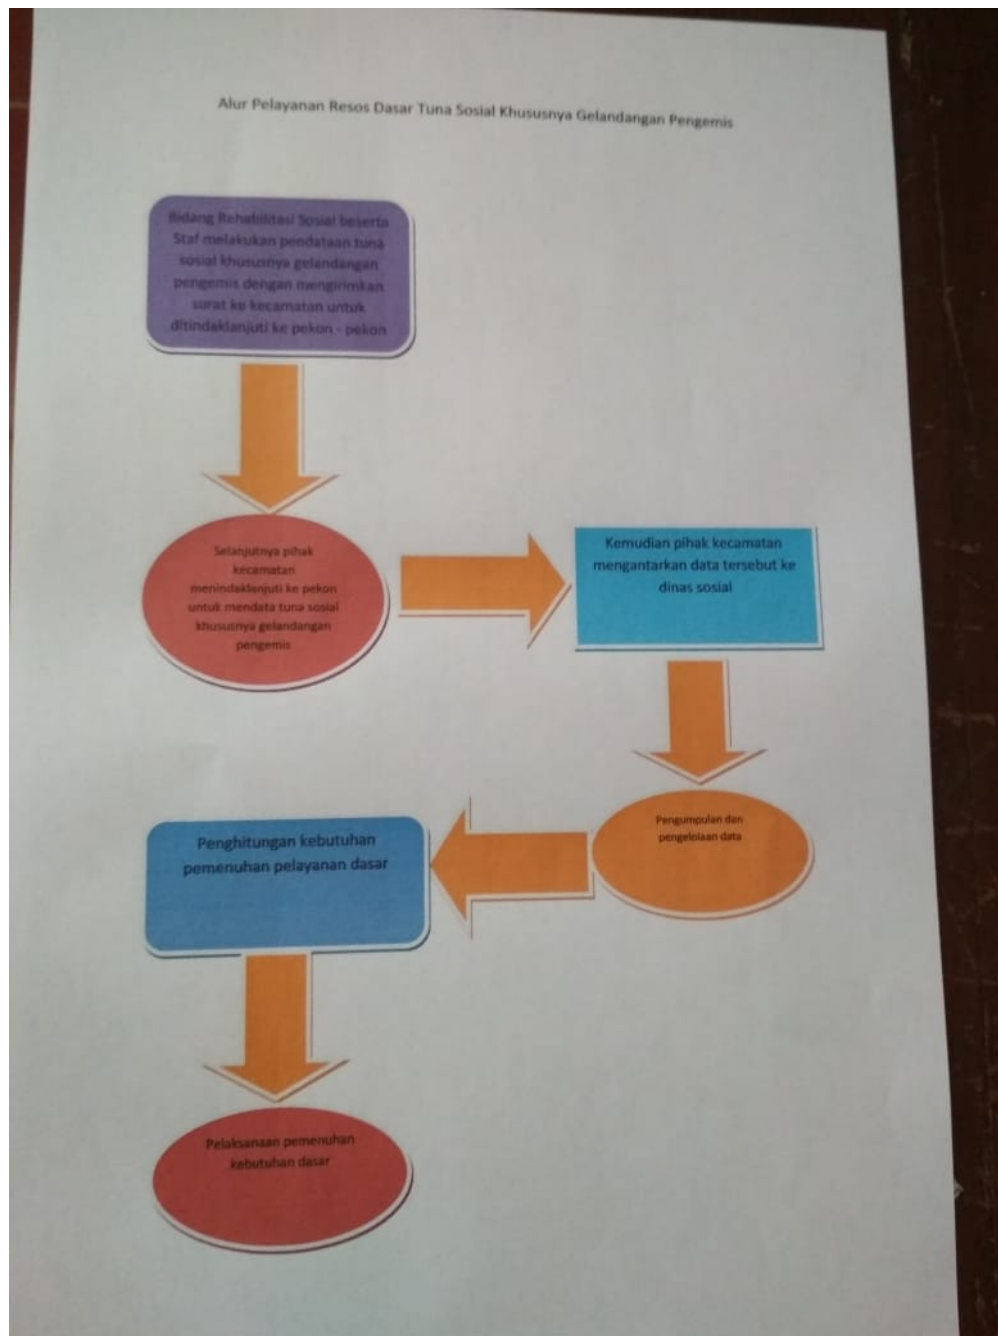 Alur Pelayanan Resos Dasar Tuna Sosial Khususnya Gelandangan Pengemis
Bidang Rehabilitasi Sosial beserta
Staf melakukan pendataan tuna
sosial khususnya gelandangan
pengemis dengan mengirimkan
surat ke kecamatan untuk
ditindaklanjuti ke pekon - pekon
Selanjutnya pihak
kecamatan
menindaklanjuti ke pekon
untuk mendata tuna sosial
khususnya gelandangan
pengemis
Kemudian pihak kecamatan
mengantarkan data tersebut ke
dinas sosial
Pengumpulan dan
pengelolaan data
Penghitungan kebutuhan
pemenuhan pelayanan dasar
Pelaksanaan pemenuhan
kebutuhan dasar